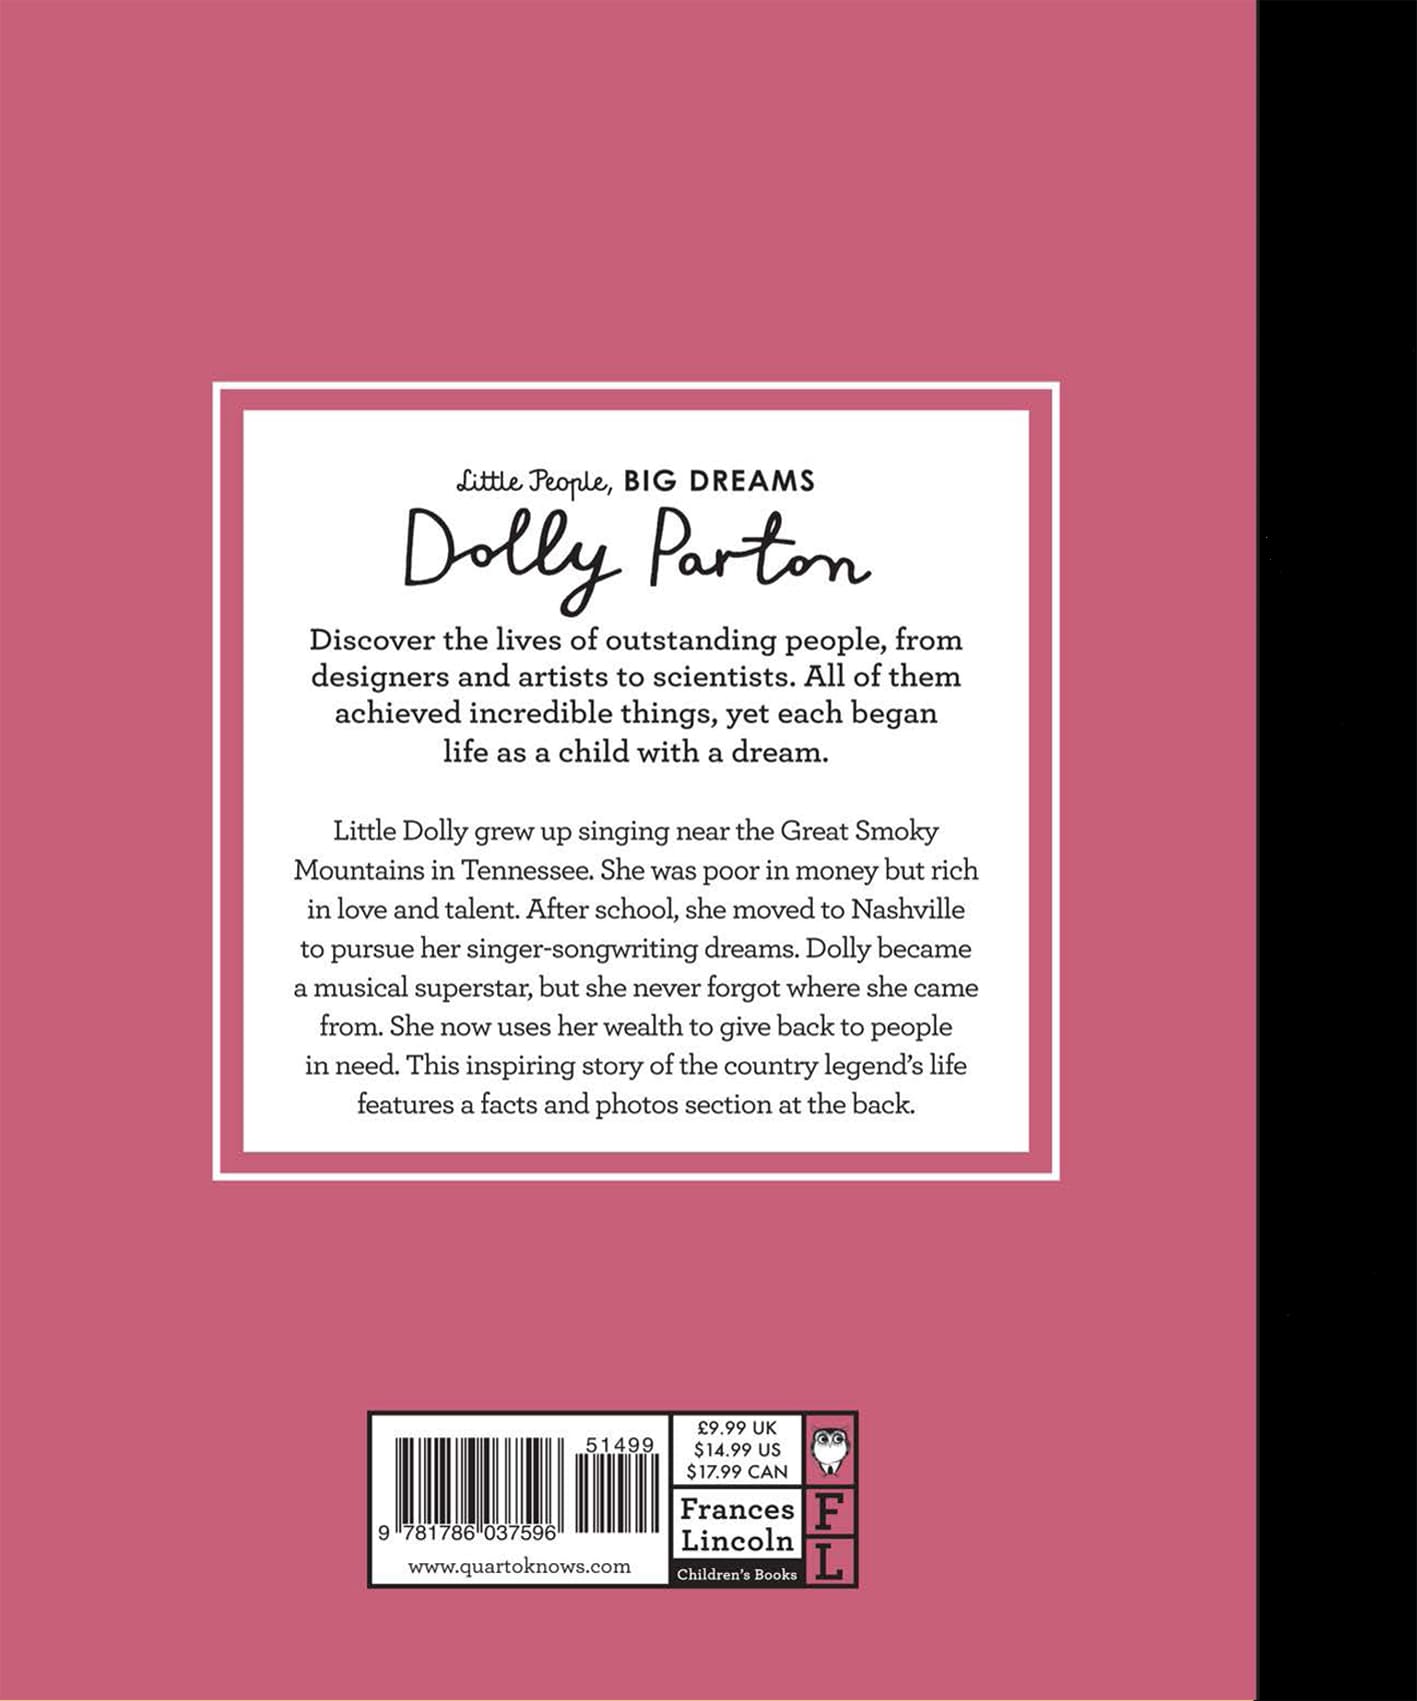 Little People, BIG DREAMS
Dolly Parton
Discover the lives of outstanding people, from
designers and artists to scientists. All of them
achieved incredible things, yet each began
life as a child with a dream.
Little Dolly grew up singing near the Great Smoky
Mountains in Tennessee. She was poor in money but rich
in love and talent. After school, she moved to Nashville
to pursue her singer-songwriting dreams. Dolly became
a musical superstar, but she never forgot where she came
from. She now uses her wealth to give back to people
in need. This inspiring story of the country legend’s life
features a facts and photos section at the back.
51499
9 781786 037596
www.quartoknows.com
£9.99 UK
$14.99 US
$17.99 CAN
Frances
Lincoln
Children’s Books
F
L